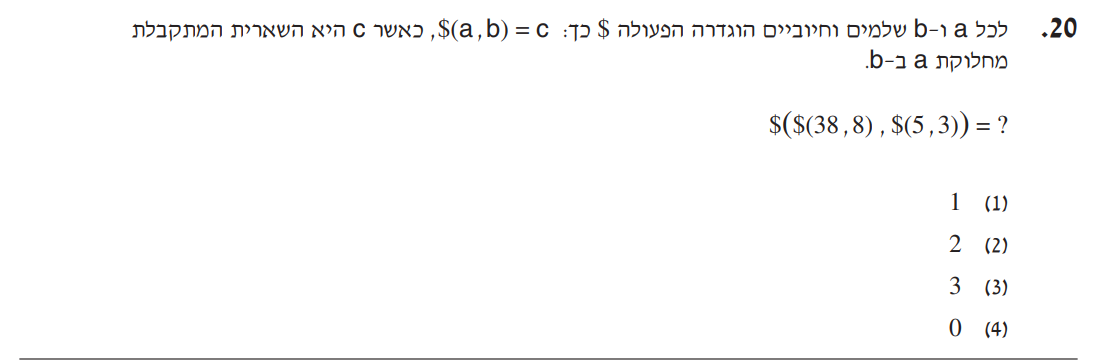 20. לכל a ו-b שלמים וחיוביים הוגדרה הפעולה $ כך: $(a,b) = c, כאשר c היא השארית המתקבלת
מחלוקת a ב-b.
$($(38,8) , $(5,3)) = ?
(1) 1
(2) 2
(3) 3
(4) 0